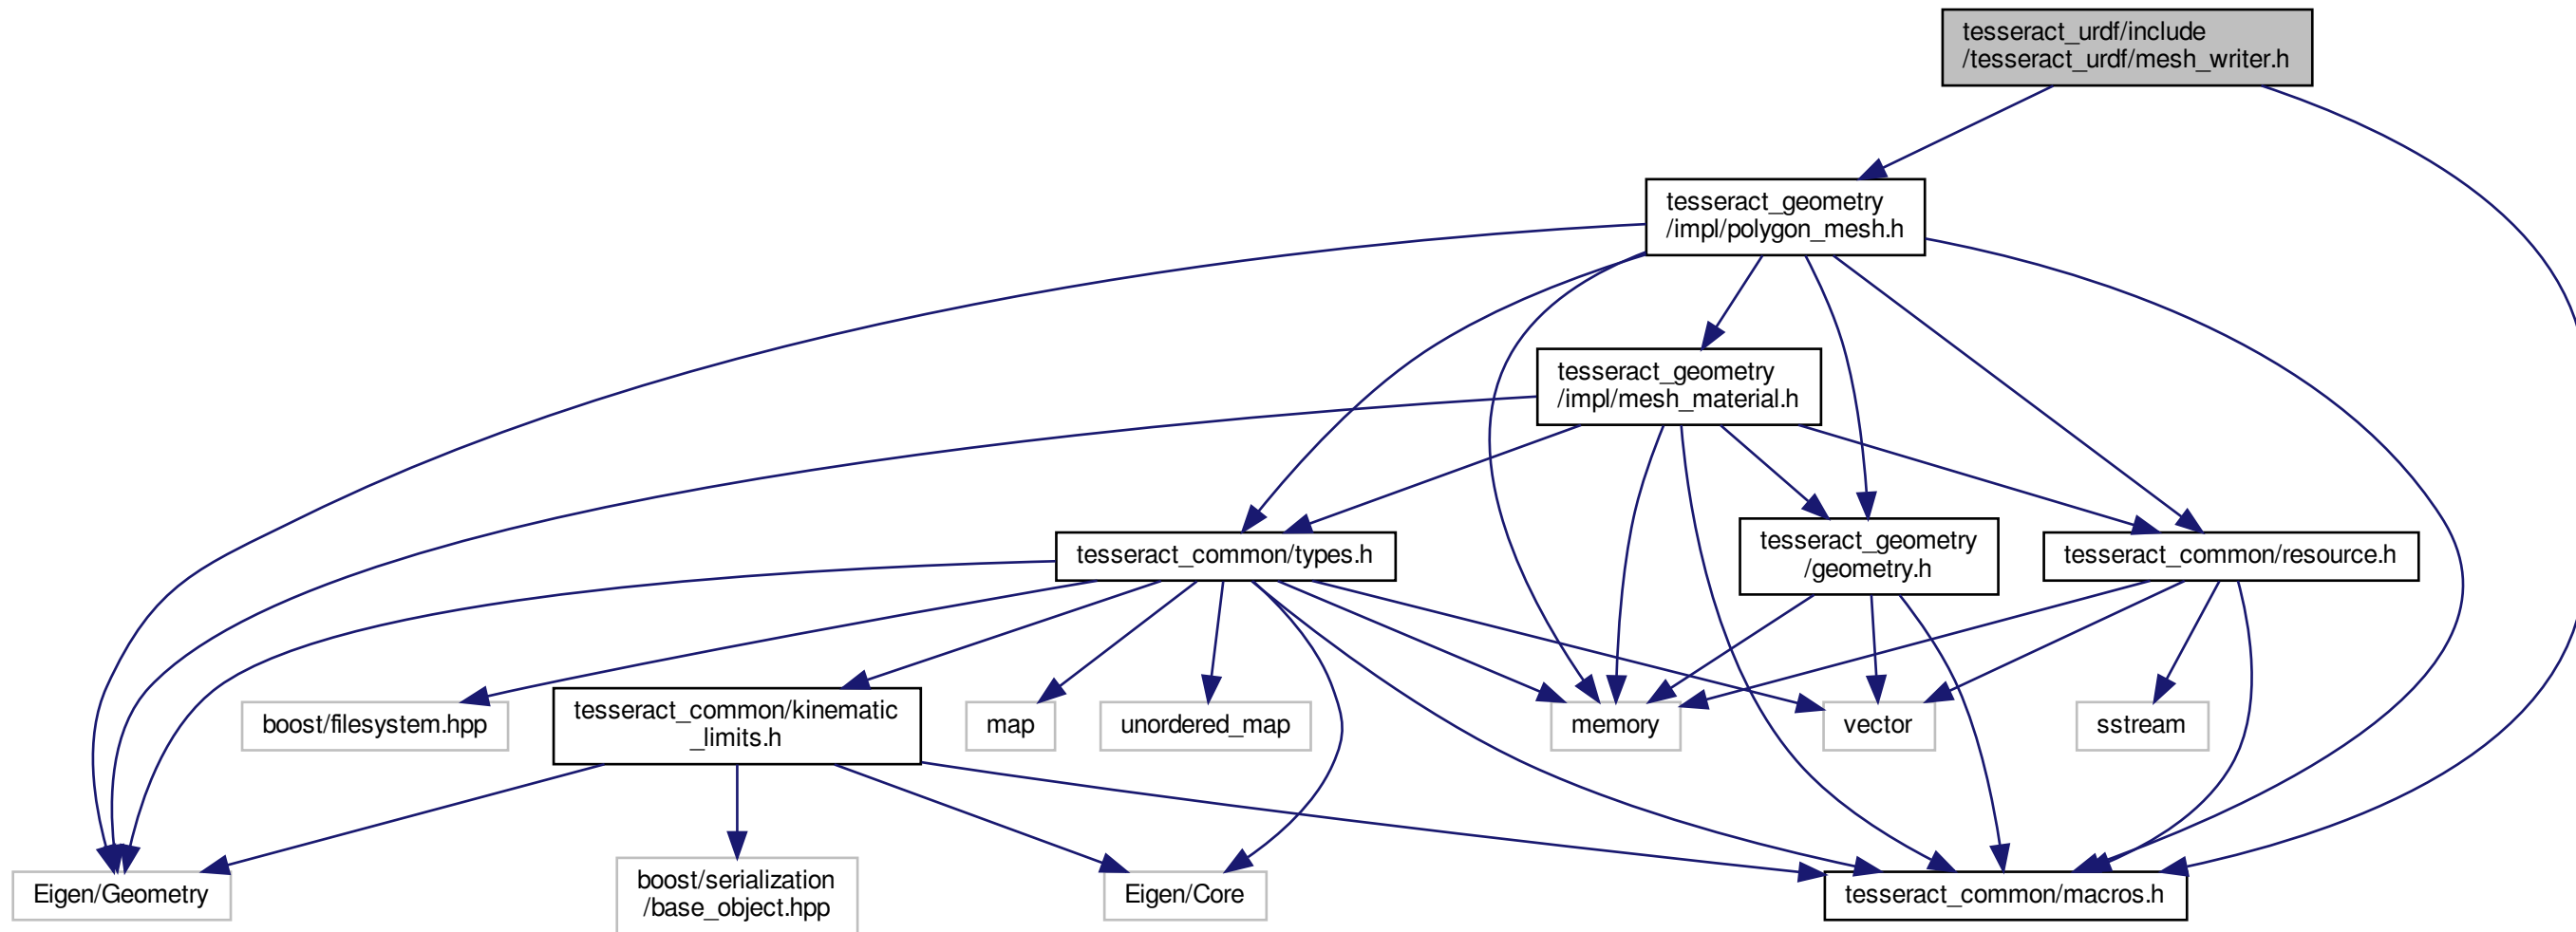 tesseract_urdf/include
/tesseract_urdf/mesh_writer.h
tesseract_geometry
/impl/polygon_mesh.h
tesseract_geometry
/impl/mesh_material.h
tesseract_common/types.h
tesseract_geometry
/geometry.h
tesseract_common/resource.h
boost/filesystem.hpp
tesseract_common/kinematic
_limits.h
map
unordered_map
memory
vector
sstream
Eigen/Geometry
boost/serialization
/base_object.hpp
Eigen/Core
tesseract_common/macros.h